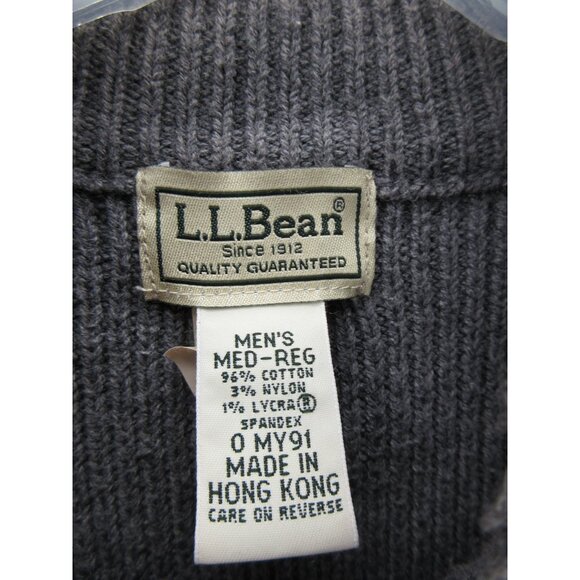 L.L.Bean®
Since 1912
QUALITY GUARANTEED
MEN'S
MED-REG
96% COTTON
3% NYLON
1% LYCRA®
SPANDEX
0 MY91
MADE IN
HONG KONG
CARE ON REVERSE